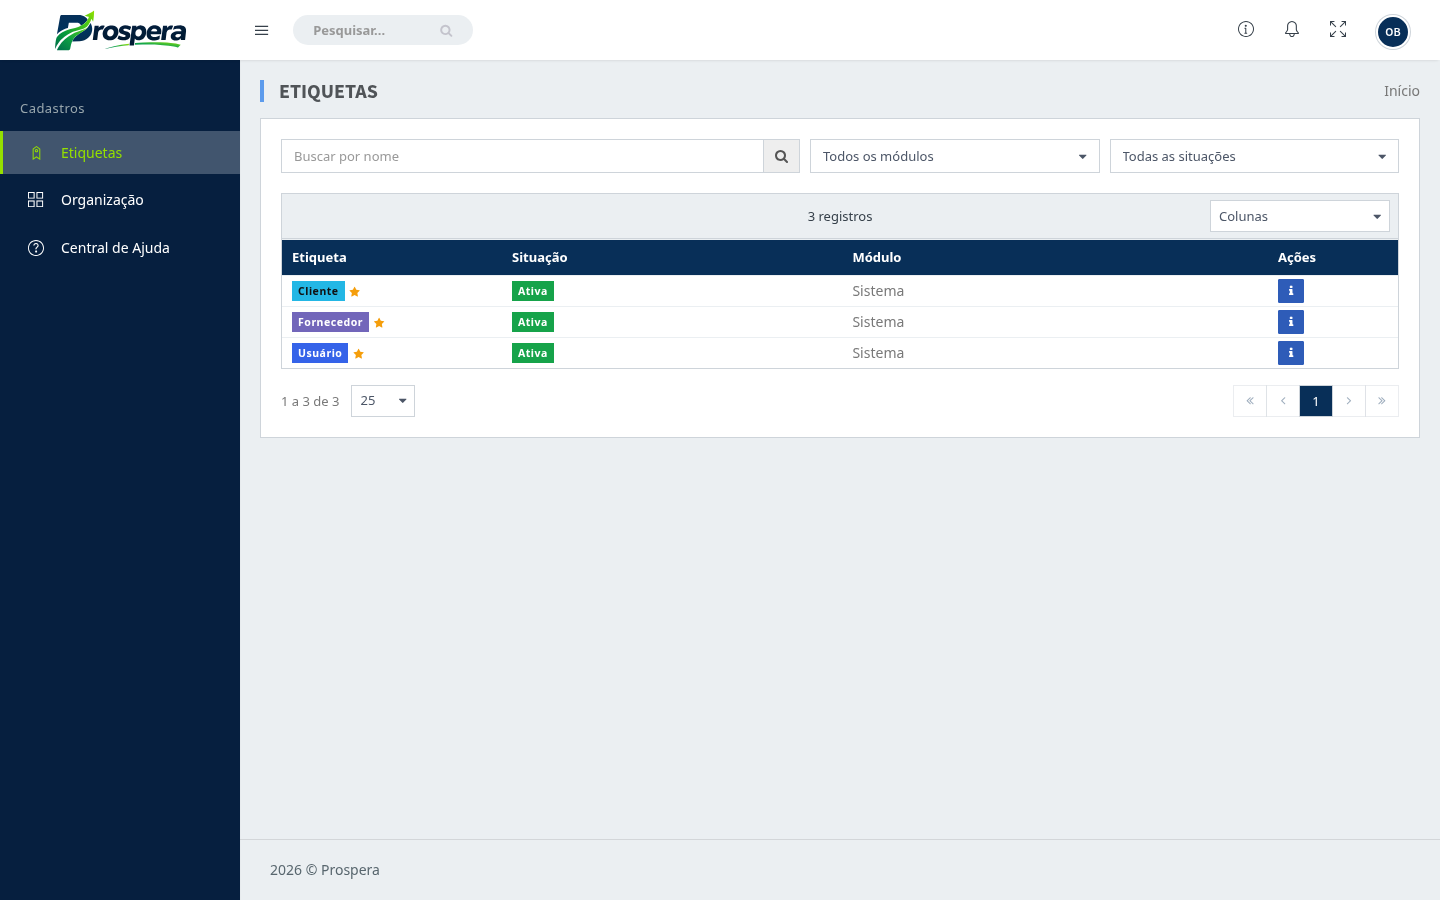 Prospera
Pesquisar...
OB
Cadastros
Etiquetas
Organização
Central de Ajuda
ETIQUETAS
Início
Buscar por nome
Todos os módulos
Todas as situações
3 registros
Colunas
Etiqueta Situação Módulo Ações
Cliente Ativa Sistema
Fornecedor Ativa Sistema
Usuário Ativa Sistema
1 a 3 de 3
25
« ‹ 1 › »
2026 © Prospera